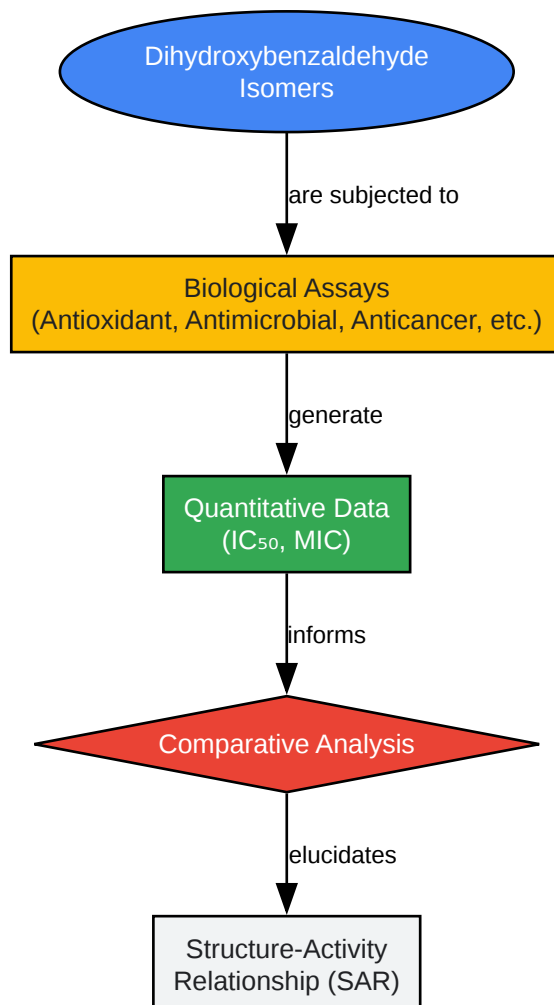 Dihydroxybenzaldehyde
Isomers
are subjected to
Biological Assays
(Antioxidant, Antimicrobial, Anticancer, etc.)
generate
Quantitative Data
(IC₅₀, MIC)
informs
Comparative Analysis
elucidates
Structure-Activity
Relationship (SAR)